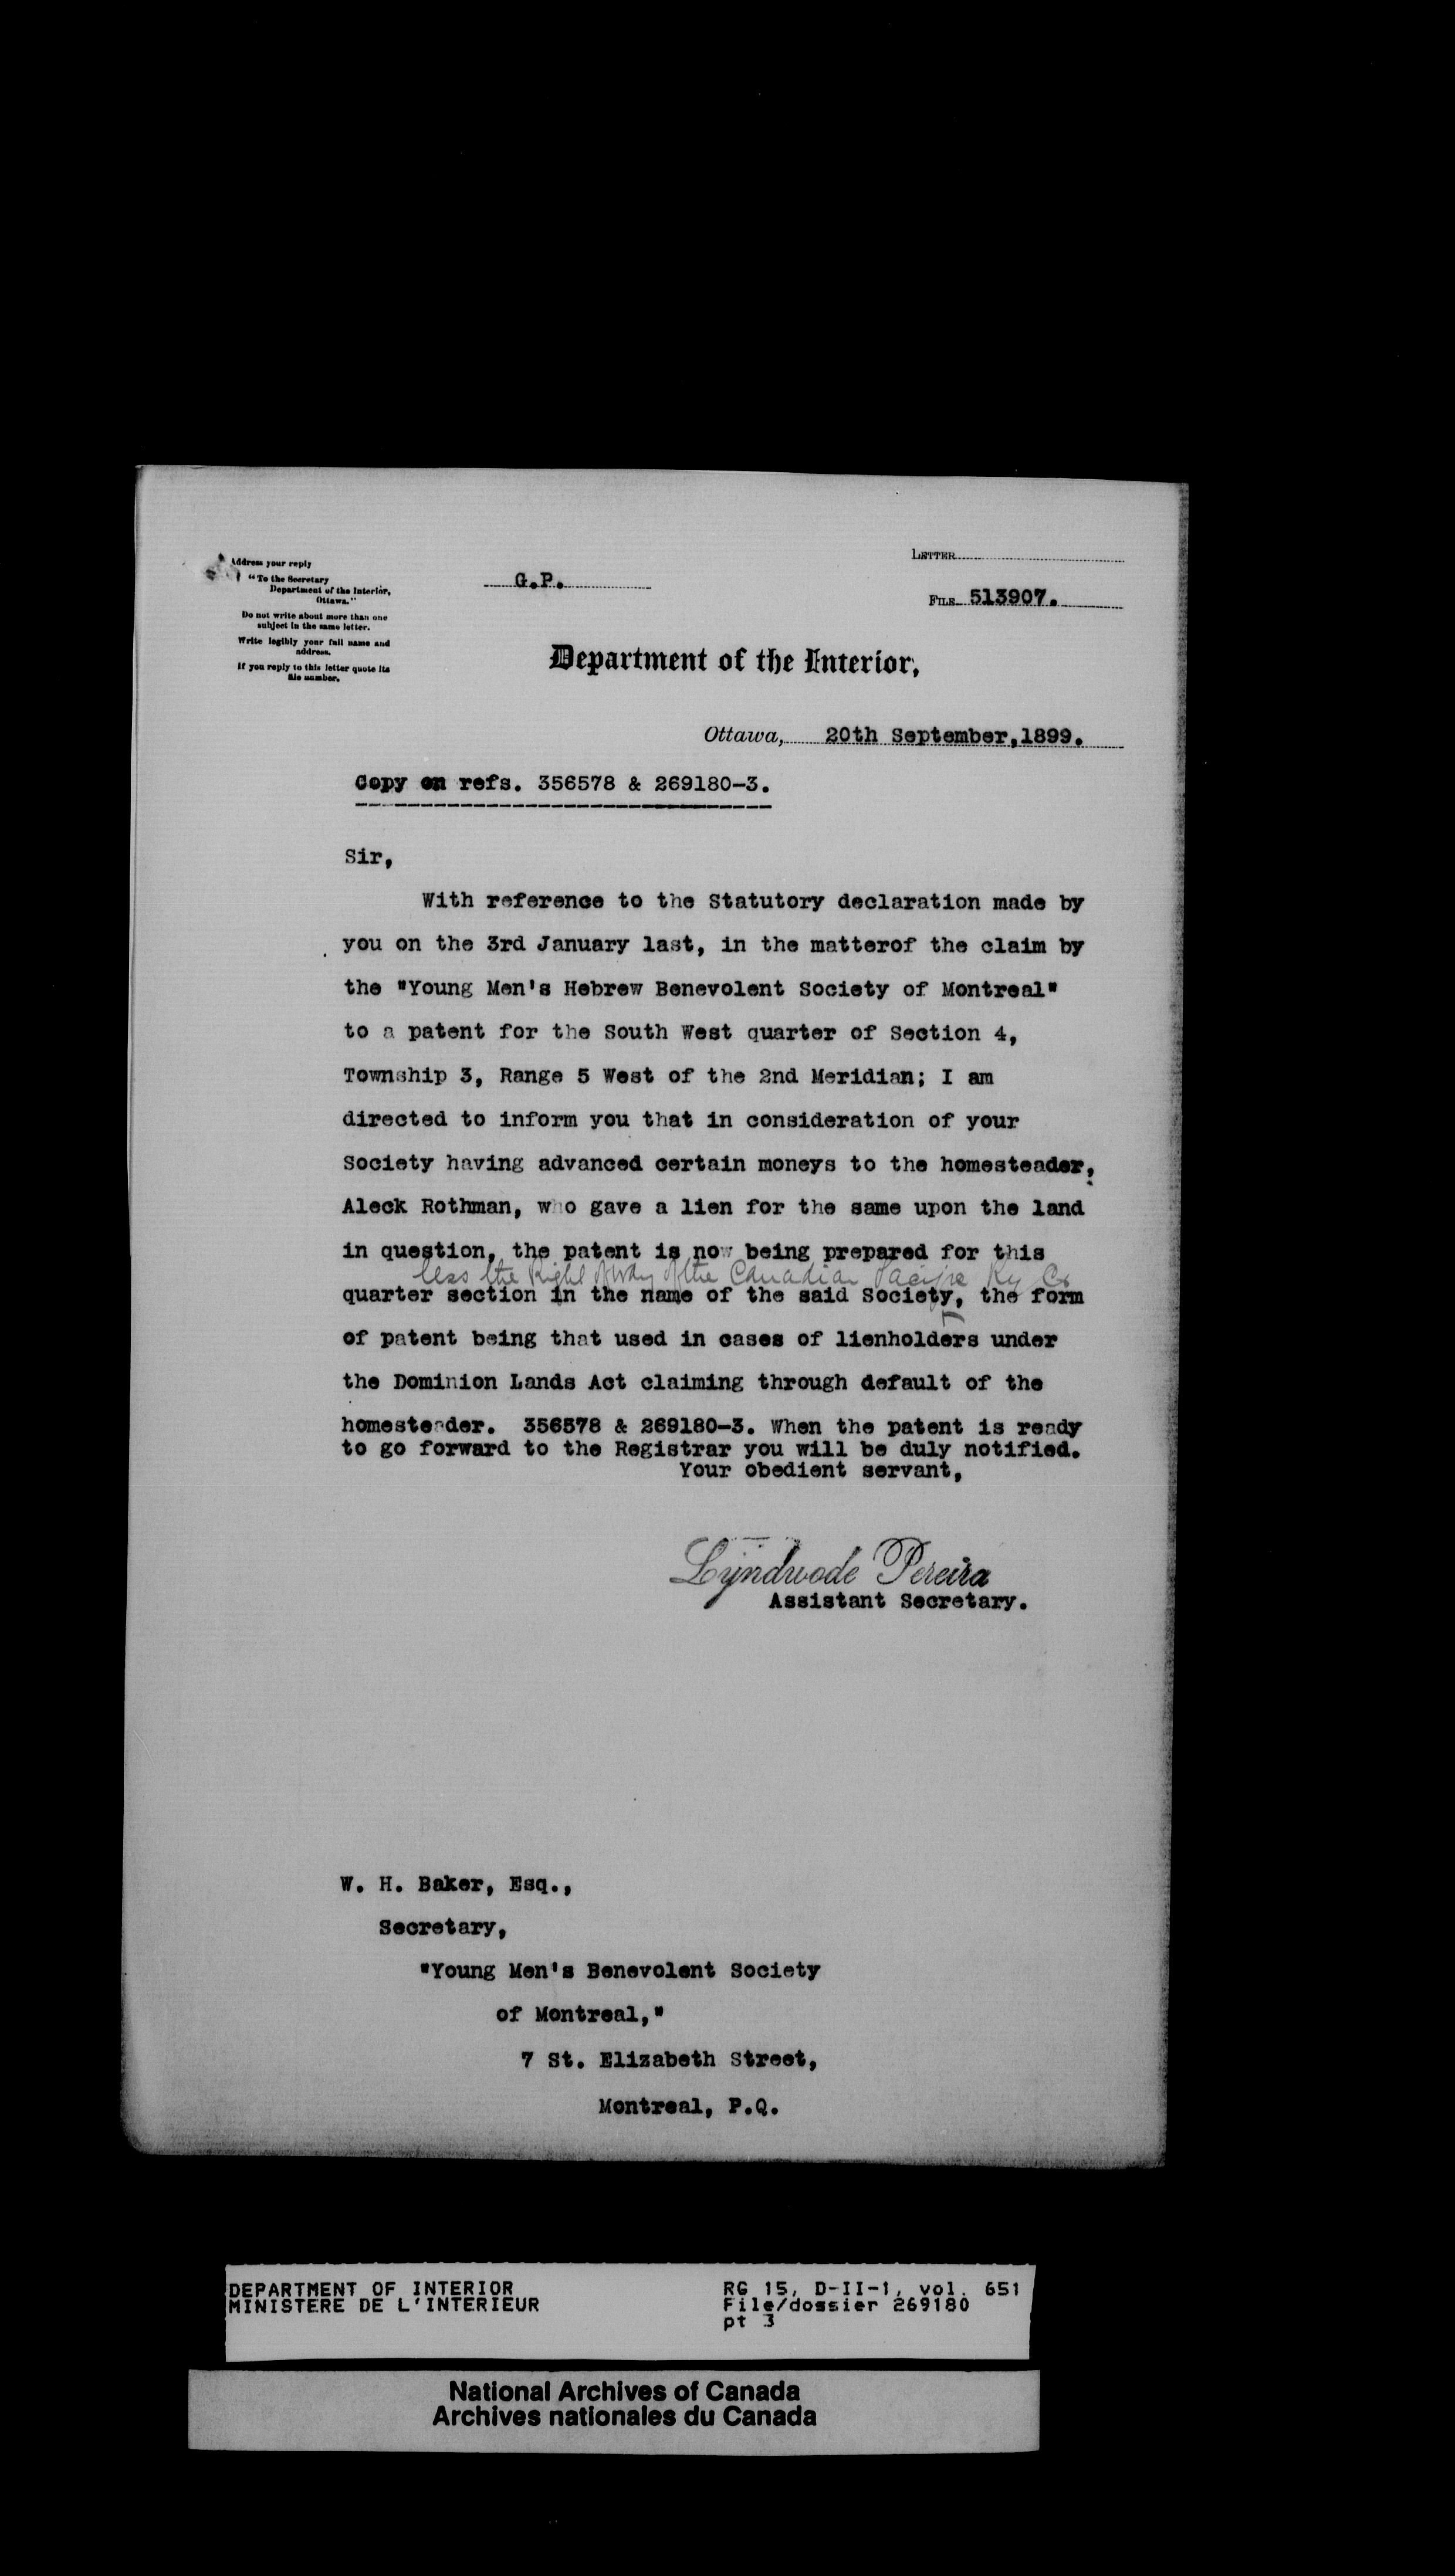 Address your reply
"To the Secretary
Department of the Interior,
Ottawa."
Do not write about more than one
subject in the same letter.
Write legibly your full name and
address.
If you reply to this letter quote its
file number.
G.P.
LETTER
FILE 513907.
Department of the Interior,
Ottawa, 20th September, 1899.
Copy on refs. 356578 & 269180-3.
Sir,
With reference to the Statutory declaration made by
you on the 3rd January last, in the matterof the claim by
the "Young Men's Hebrew Benevolent Society of Montreal"
to a patent for the South West quarter of Section 4,
Township 3, Range 5 West of the 2nd Meridian; I am
directed to inform you that in consideration of your
Society having advanced certain moneys to the homesteader,
Aleck Rothman, who gave a lien for the same upon the land
in question, the patent is now being prepared for this
less the Right of Way of the Canadian Pacific Ry Co
quarter section in the name of the said Society, the form
of patent being that used in cases of lienholders under
the Dominion Lands Act claiming through default of the
homesteader. 356578 & 269180-3. When the patent is ready
to go forward to the Registrar you will be duly notified.
Your obedient servant,
Lyndwode Pereira
Assistant Secretary.
W. H. Baker, Esq.,
Secretary,
"Young Men's Benevolent Society
of Montreal,"
7 St. Elizabeth Street,
Montreal, P.Q.
DEPARTMENT OF INTERIOR
MINISTERE DE L'INTERIEUR
RG 15, D-II-1, vol. 651
File/dossier 269180
pt 3
National Archives of Canada
Archives nationales du Canada